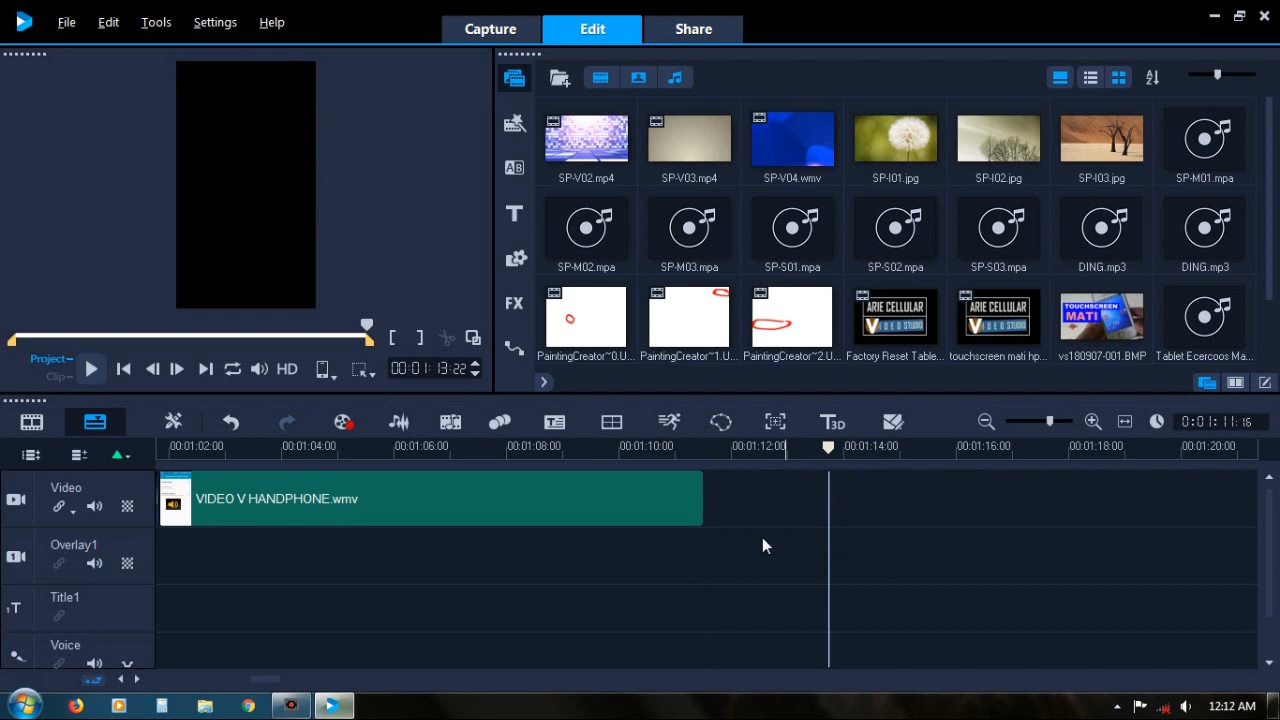 File Edit Tools Settings Help
Capture Edit Share
SP-V02.mp4 SP-V03.mp4 SP-V04.wmv SP-I01.jpg SP-I02.jpg SP-I03.jpg SP-M01.mpa
SP-M02.mpa SP-M03.mpa SP-S01.mpa SP-S02.mpa SP-S03.mpa DING.mp3 DING.mp3
ARIE CELLULAR
VIDEO STUDIO
ARIE CELLULAR
VIDEO STUDIO
TOUCHSCREEN
MATI
PaintingCreator~0.U... PaintingCreator~1.U... PaintingCreator~2.U... Factory Reset Table... touchscreen mati hp... vs180907-001.BMP Tablet Ecercoos Ma...
AB
T
FX
Project–
Clip–
HD
00:01:13:22
T3D
0:01:11:16
00:01:02:00 00:01:04:00 00:01:06:00 00:01:08:00 00:01:10:00 00:01:12:00 00:01:14:00 00:01:16:00 00:01:18:00 00:01:20:00
Video
VIDEO V HANDPHONE.wmv
Overlay1
1
Title1
1T
Voice
12:12 AM